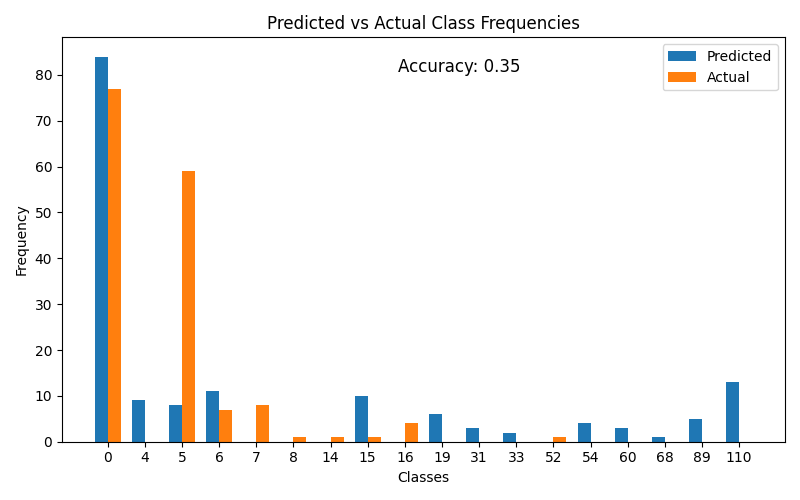 Predicted vs Actual Class Frequencies
Accuracy: 0.35
Predicted
Actual
Frequency
80
70
60
50
40
30
20
10
0
0 4 5 6 7 8 14 15 16 19 31 33 52 54 60 68 89 110
Classes